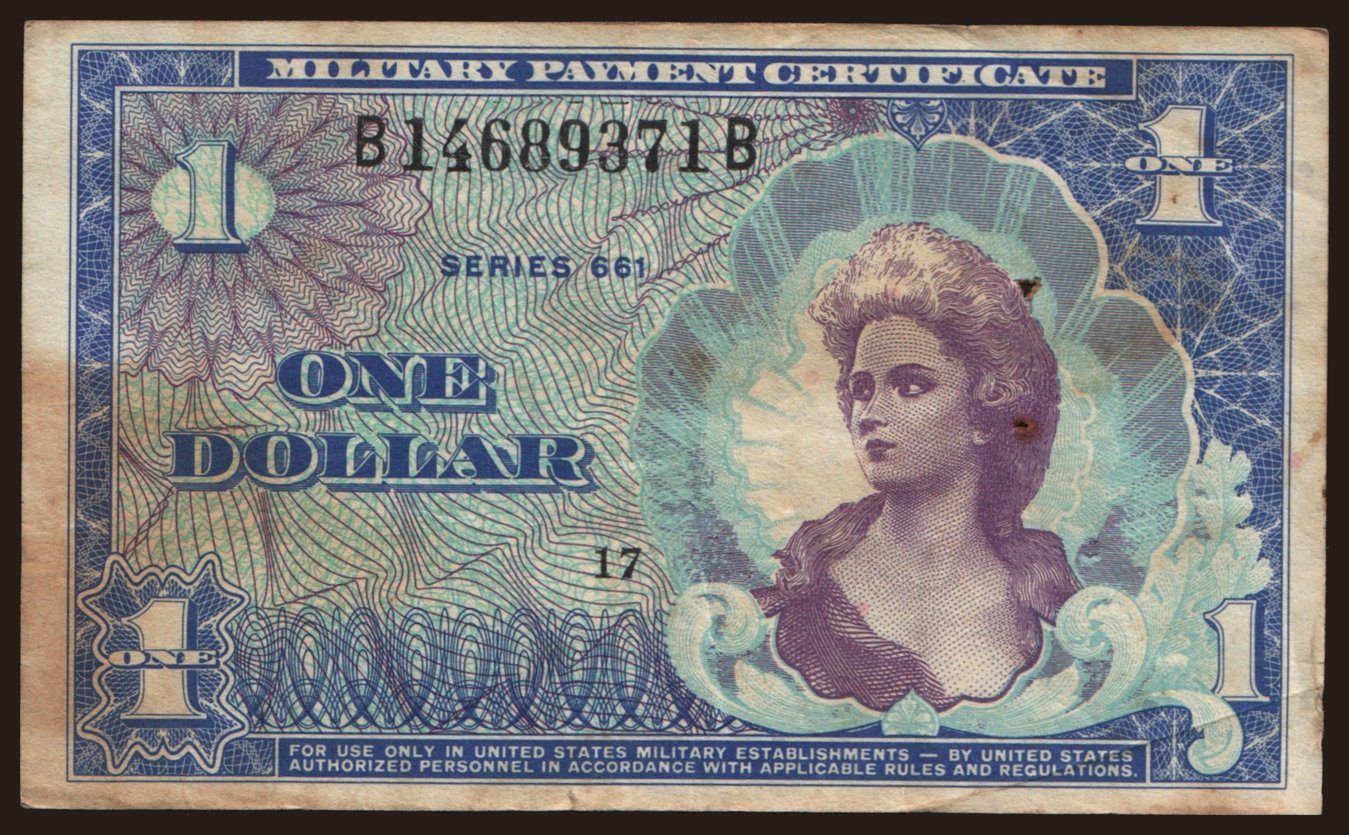 MILITARY PAYMENT CERTIFICATE
1
B14689371B
1
ONE
SERIES 661
ONE
DOLLAR
17
1
ONE
1
FOR USE ONLY IN UNITED STATES MILITARY ESTABLISHMENTS — BY UNITED STATES
AUTHORIZED PERSONNEL IN ACCORDANCE WITH APPLICABLE RULES AND REGULATIONS.